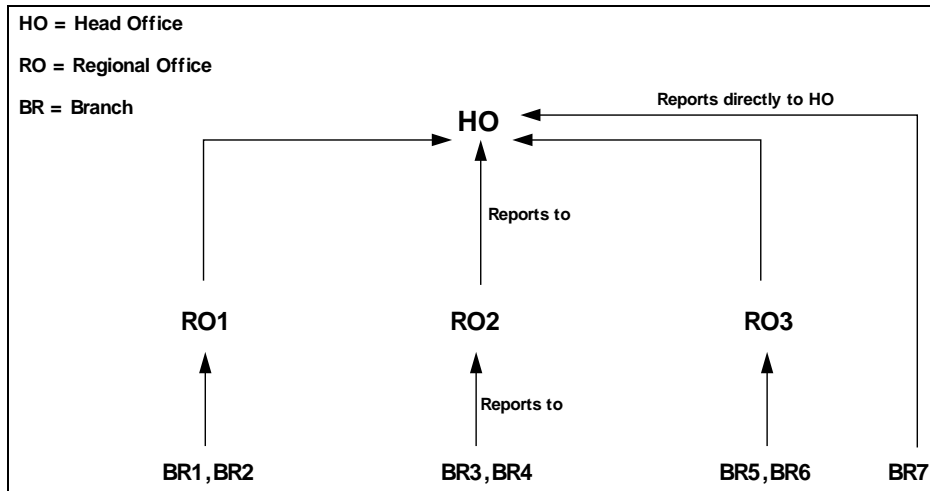 HO = Head Office
RO = Regional Office
BR = Branch
Reports directly to HO
HO
Reports to
RO1 RO2 RO3
Reports to
BR1,BR2 BR3,BR4 BR5,BR6 BR7